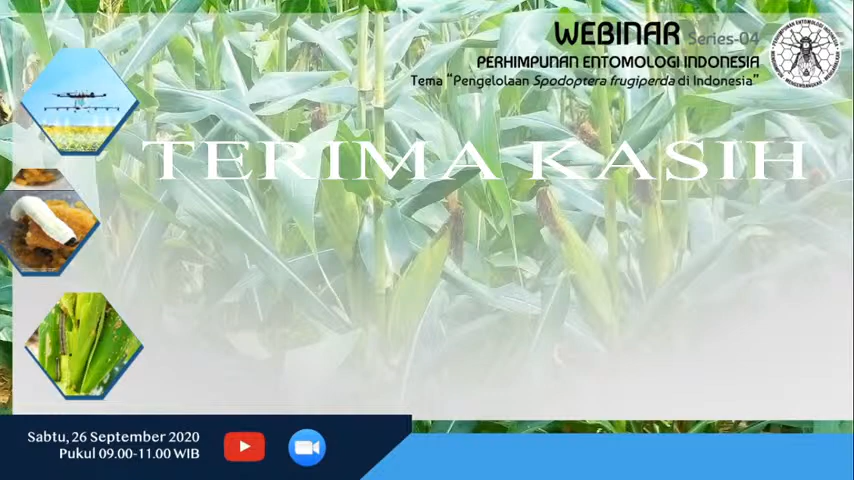 WEBINAR Series-04
PERHIMPUNAN ENTOMOLOGI INDONESIA
Tema "Pengelolaan Spodoptera frugiperda di Indonesia"
TERIMA KASIH
Sabtu, 26 September 2020
Pukul 09.00-11.00 WIB